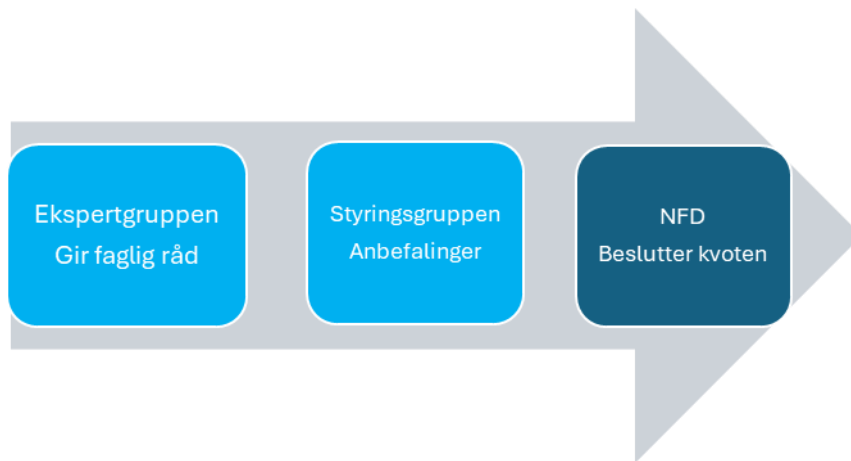 Ekspertgruppen
Gir faglig råd
Styringsgruppen
Anbefalinger
NFD
Beslutter kvoten